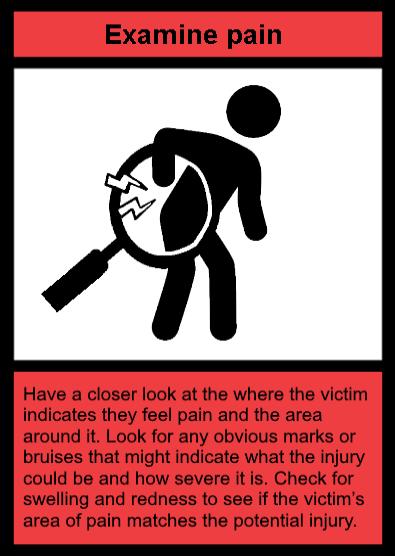 Examine pain
Have a closer look at the where the victim
indicates they feel pain and the area
around it. Look for any obvious marks or
bruises that might indicate what the injury
could be and how severe it is. Check for
swelling and redness to see if the victim's
area of pain matches the potential injury.